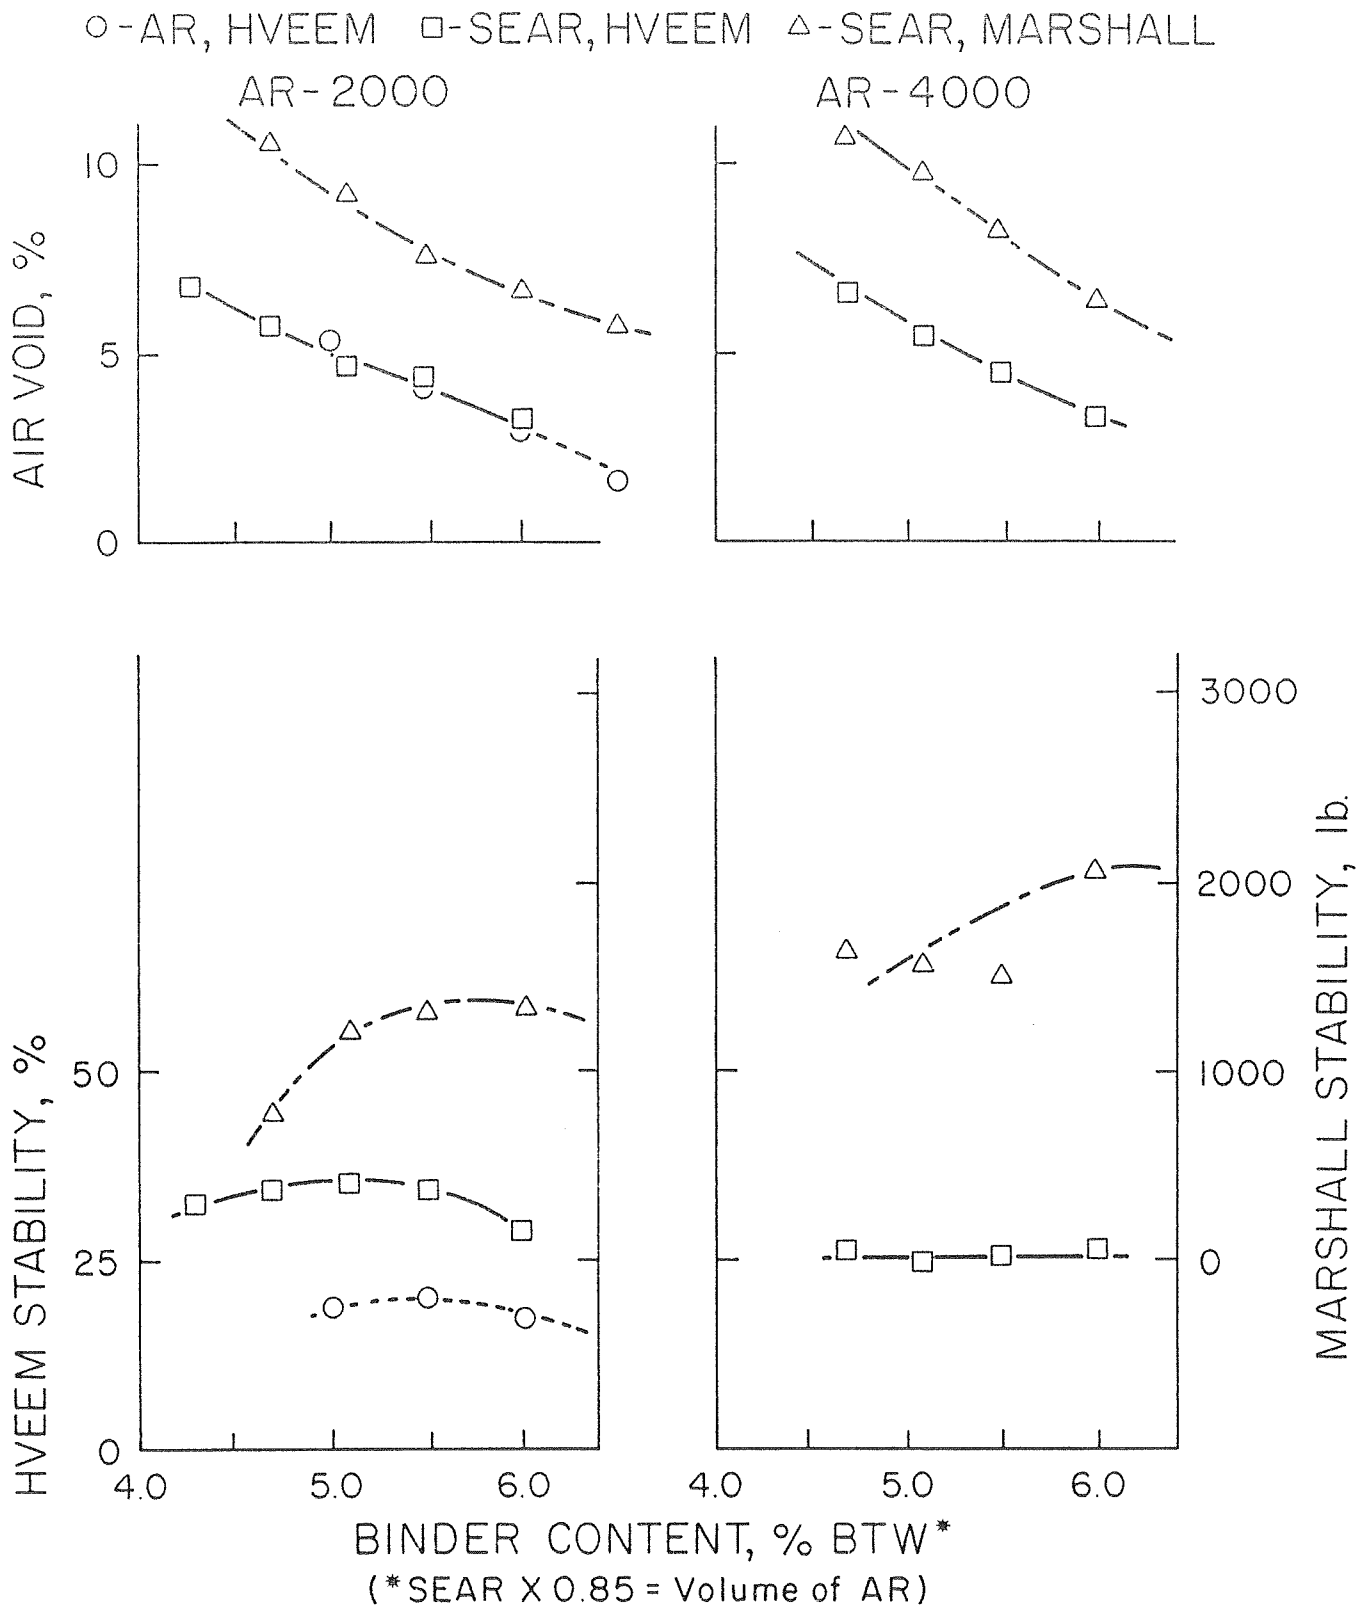 ○-AR, HVEEM □-SEAR, HVEEM △-SEAR, MARSHALL
AR-2000
AR-4000
AIR VOID, %
10
5
0
HVEEM STABILITY, %
50
25
0
3000
2000
1000
0
MARSHALL STABILITY, lb.
4.0 5.0 6.0
4.0 5.0 6.0
BINDER CONTENT, % BTW*
(*SEAR X 0.85 = Volume of AR)